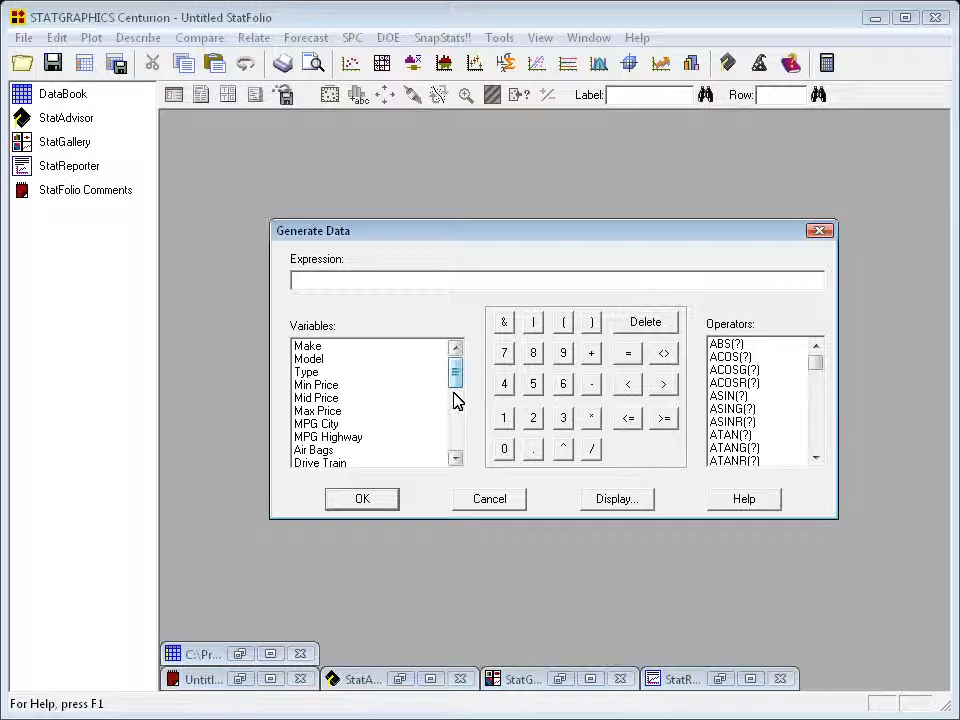 STATGRAPHICS Centurion - Untitled StatFolio
File Edit Plot Describe Compare Relate Forecast SPC DOE SnapStats!! Tools View Window Help
Label: Row:
DataBook
StatAdvisor
StatGallery
StatReporter
StatFolio Comments
Generate Data
Expression:
Variables:
Make
Model
Type
Min Price
Mid Price
Max Price
MPG City
MPG Highway
Air Bags
Drive Train
& | ( ) Delete
7 8 9 + = <>
4 5 6 - < >
1 2 3 * <= >=
0 . ^ /
Operators:
ABS(?)
ACOS(?)
ACOSG(?)
ACOSR(?)
ASIN(?)
ASING(?)
ASINR(?)
ATAN(?)
ATANG(?)
ATANR(?)
OK Cancel Display... Help
C:\Pr...
Untitl... StatA... StatG... StatR...
For Help, press F1